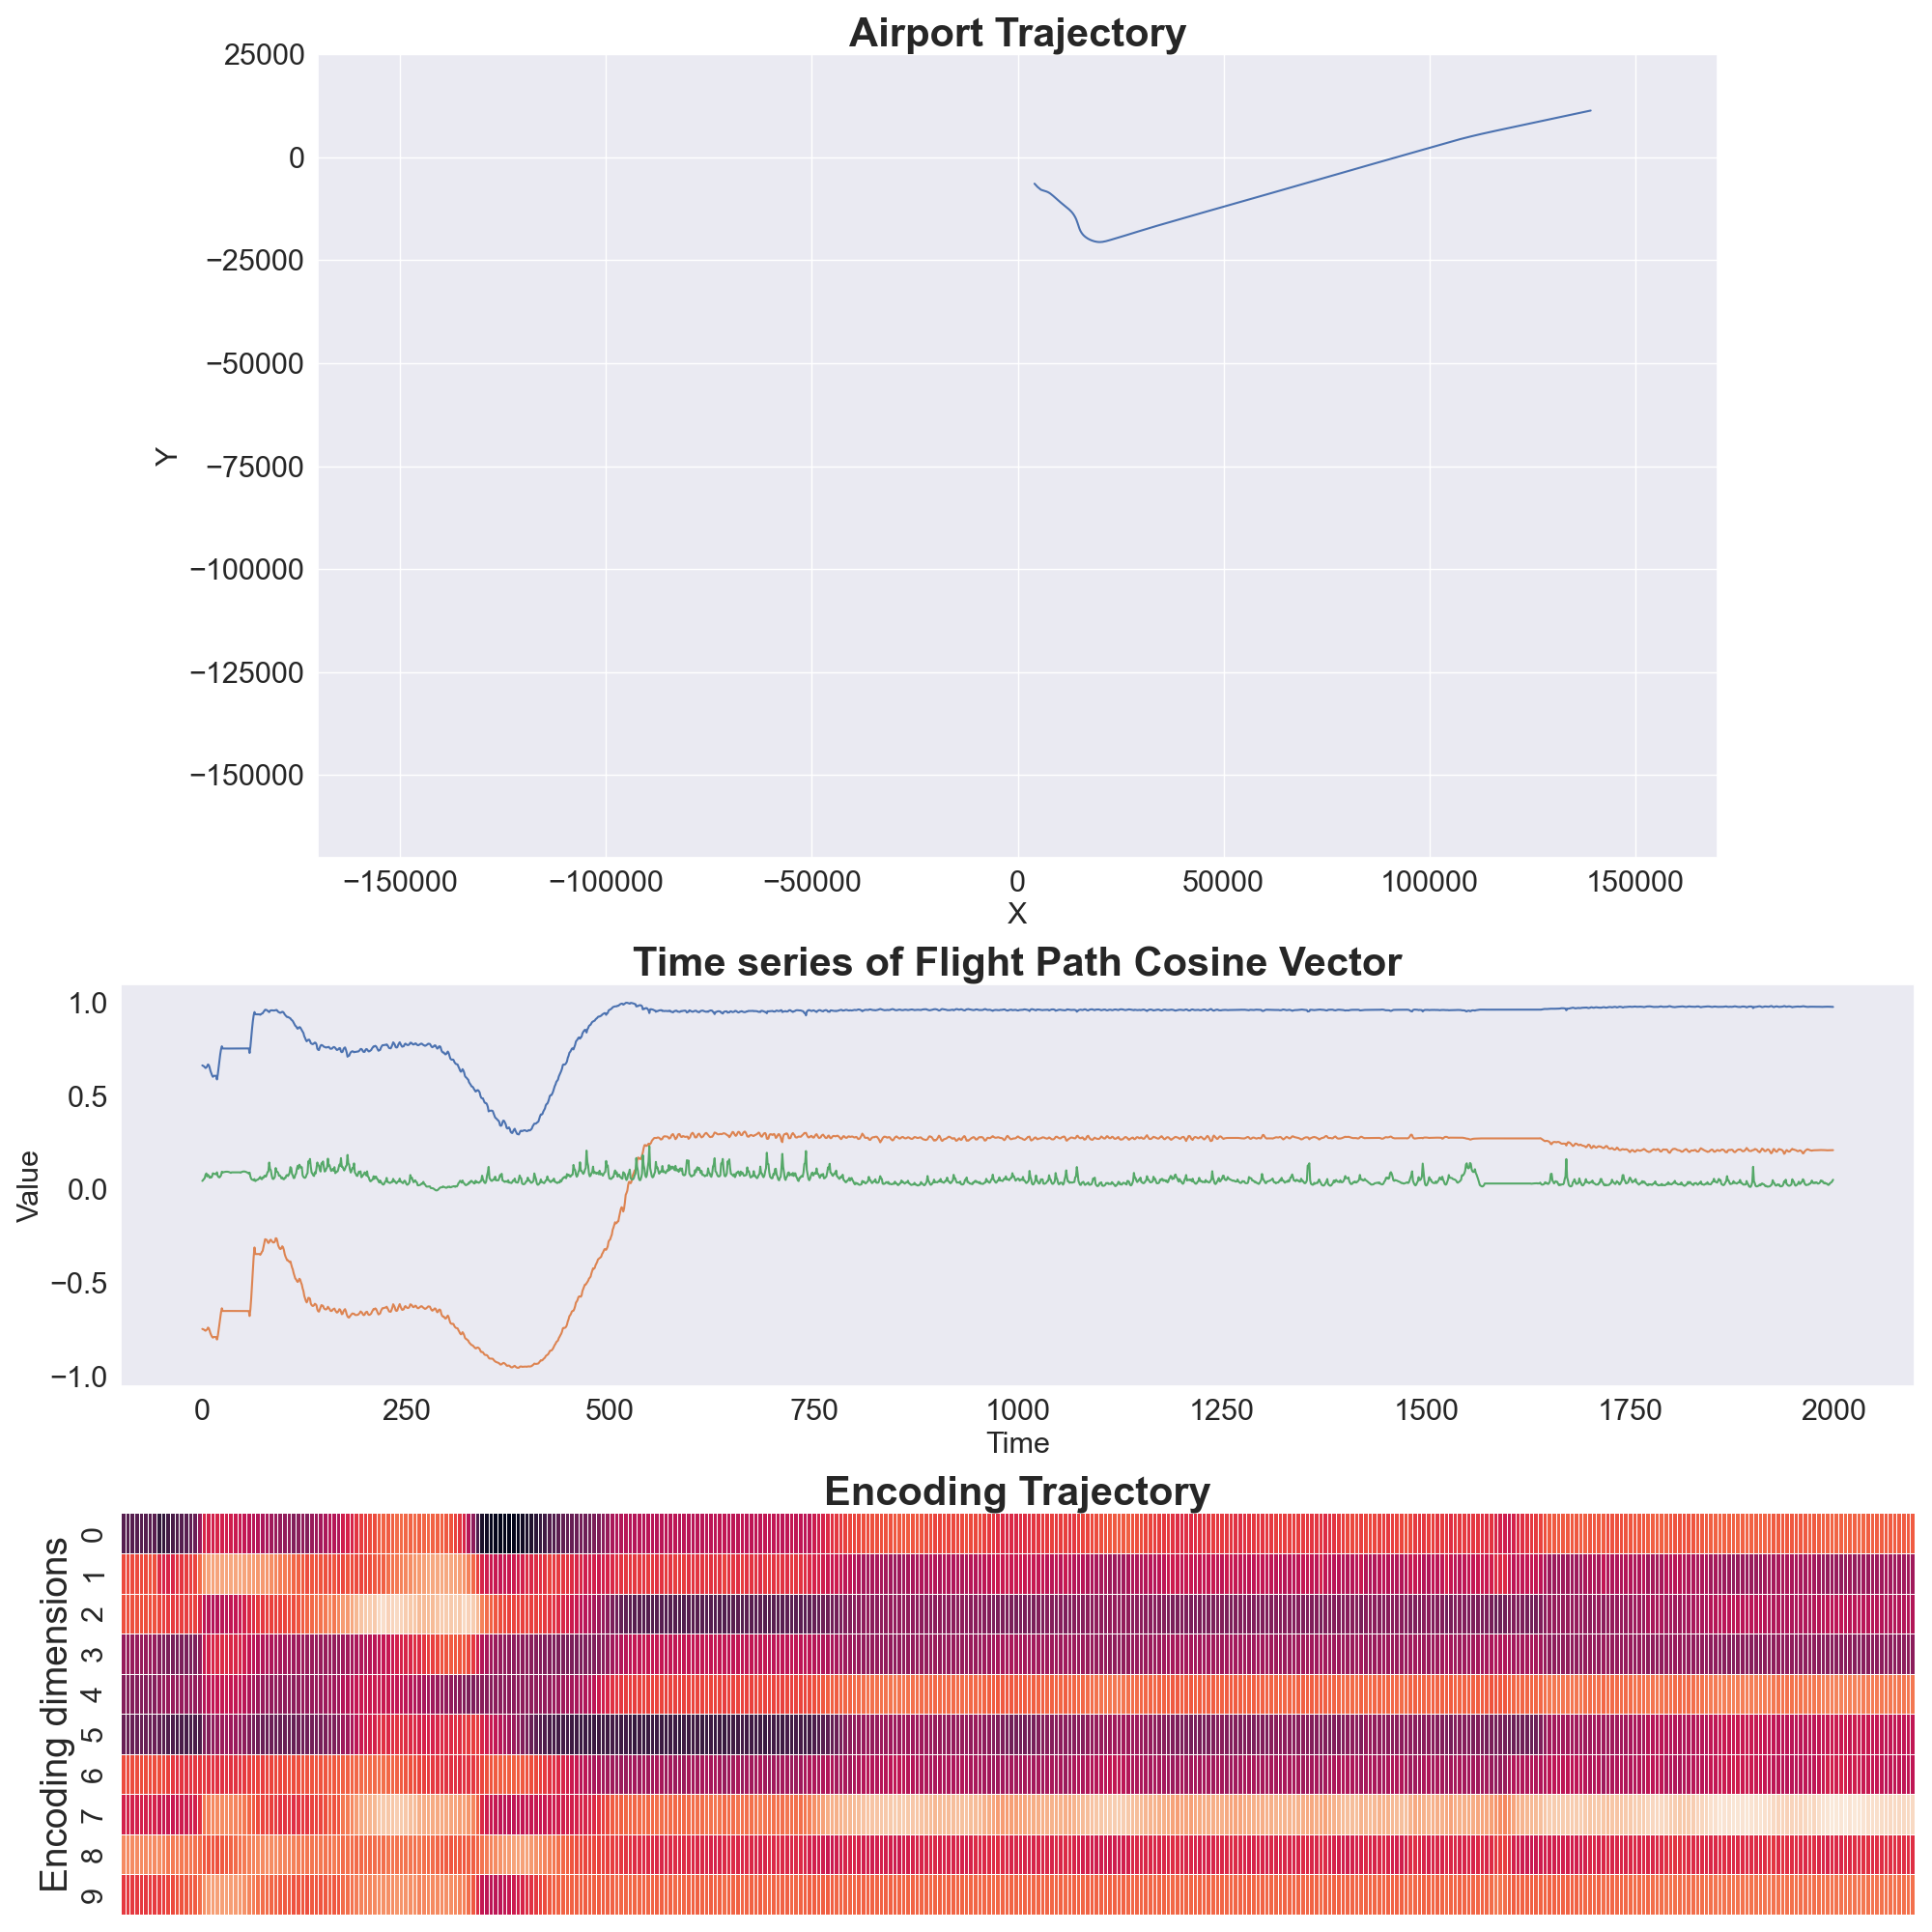 Airport Trajectory
25000
0
−25000
−50000
−75000
−100000
−125000
−150000
Y
−150000 −100000 −50000 0 50000 100000 150000
X
Time series of Flight Path Cosine Vector
1.0
0.5
0.0
−0.5
−1.0
Value
0 250 500 750 1000 1250 1500 1750 2000
Time
Encoding Trajectory
0
1
2
3
4
5
6
7
8
9
Encoding dimensions